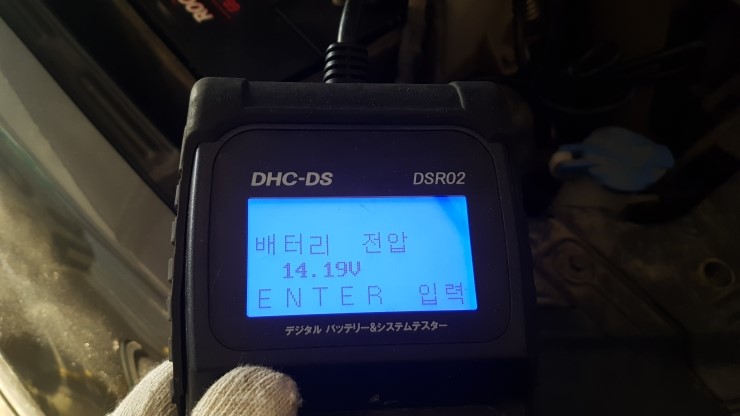 DHC-DS DSR02
배터리 전압
14.19V
ENTER 입력
デジタル バッテリー&システムテスター